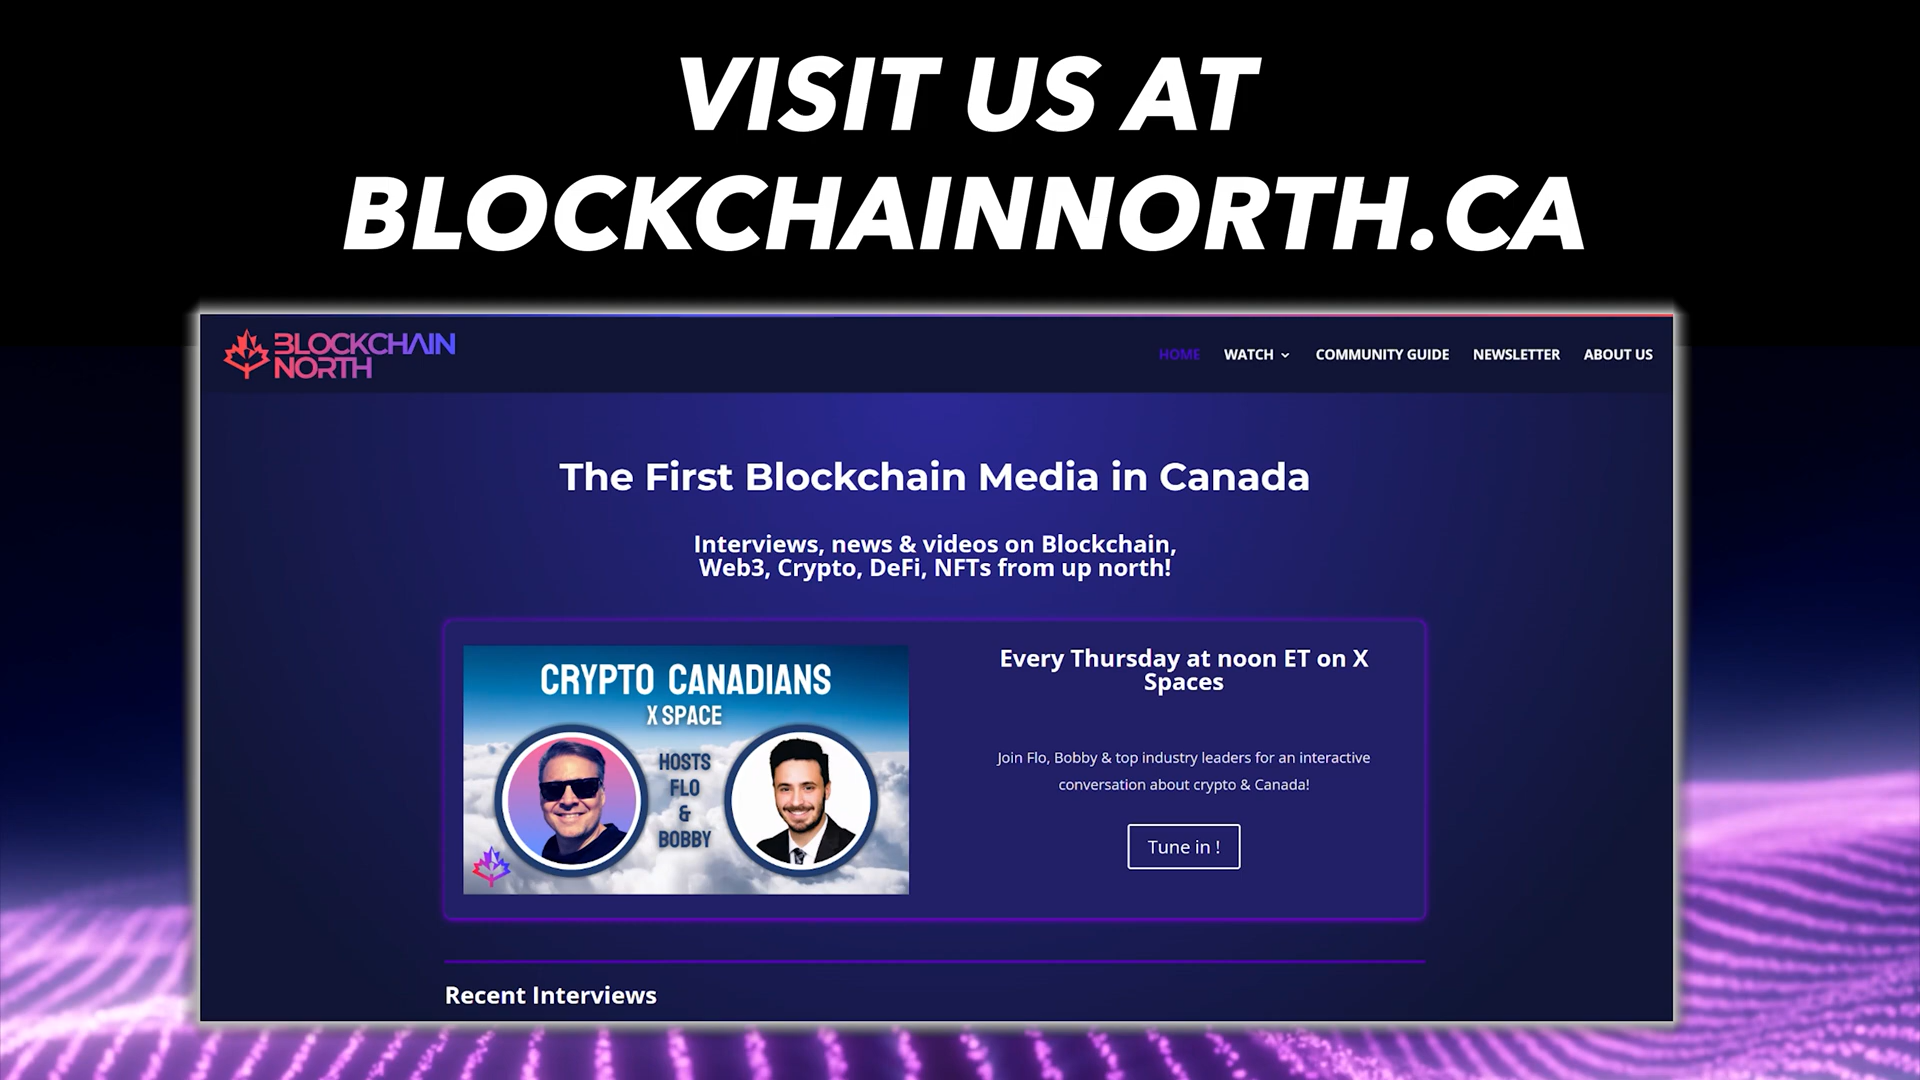 VISIT US AT
BLOCKCHAINNORTH.CA
BLOCKCHAIN
NORTH
HOME
WATCH
COMMUNITY GUIDE
NEWSLETTER
ABOUT US
The First Blockchain Media in Canada
Interviews, news & videos on Blockchain,
Web3, Crypto, DeFi, NFTs from up north!
CRYPTO CANADIANS
X SPACE
HOSTS
FLO
&
BOBBY
Every Thursday at noon ET on X
Spaces
Join Flo, Bobby & top industry leaders for an interactive
conversation about crypto & Canada!
Tune in !
Recent Interviews